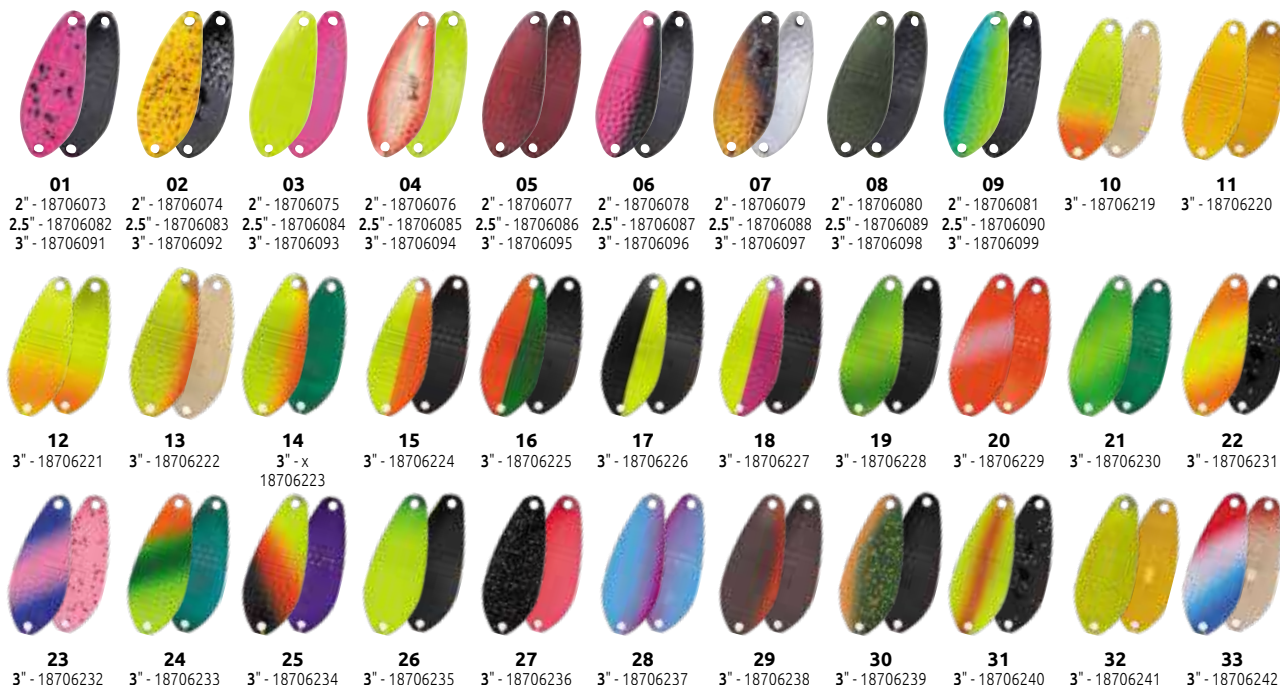 01
2" - 18706073
2.5" - 18706082
3" - 18706091
02
2" - 18706074
2.5" - 18706083
3" - 18706092
03
2" - 18706075
2.5" - 18706084
3" - 18706093
04
2" - 18706076
2.5" - 18706085
3" - 18706094
05
2" - 18706077
2.5" - 18706086
3" - 18706095
06
2" - 18706078
2.5" - 18706087
3" - 18706096
07
2" - 18706079
2.5" - 18706088
3" - 18706097
08
2" - 18706080
2.5" - 18706089
3" - 18706098
09
2" - 18706081
2.5" - 18706090
3" - 18706099
10
3" - 18706219
11
3" - 18706220
12
3" - 18706221
13
3" - 18706222
14
3" - x
18706223
15
3" - 18706224
16
3" - 18706225
17
3" - 18706226
18
3" - 18706227
19
3" - 18706228
20
3" - 18706229
21
3" - 18706230
22
3" - 18706231
23
3" - 18706232
24
3" - 18706233
25
3" - 18706234
26
3" - 18706235
27
3" - 18706236
28
3" - 18706237
29
3" - 18706238
30
3" - 18706239
31
3" - 18706240
32
3" - 18706241
33
3" - 18706242